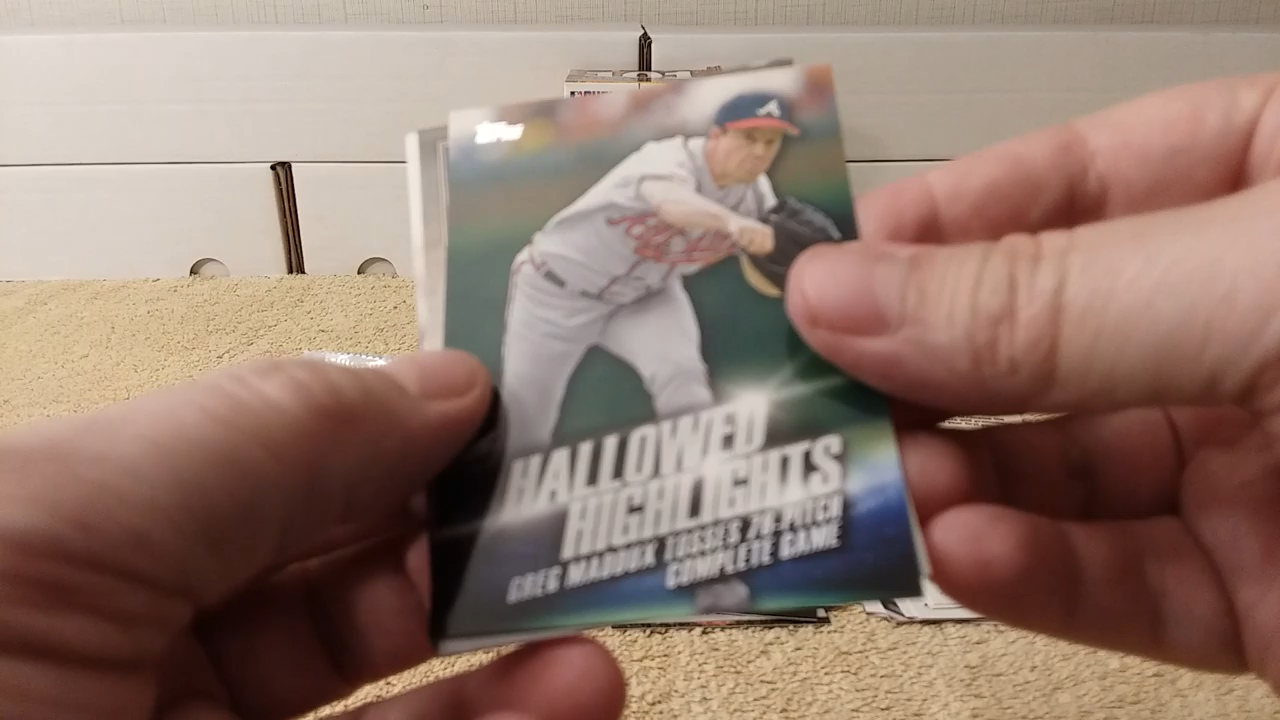 Topps
HALLOWED
HIGHLIGHTS
GREG MADDUX TOSSES 78-PITCH
COMPLETE GAME